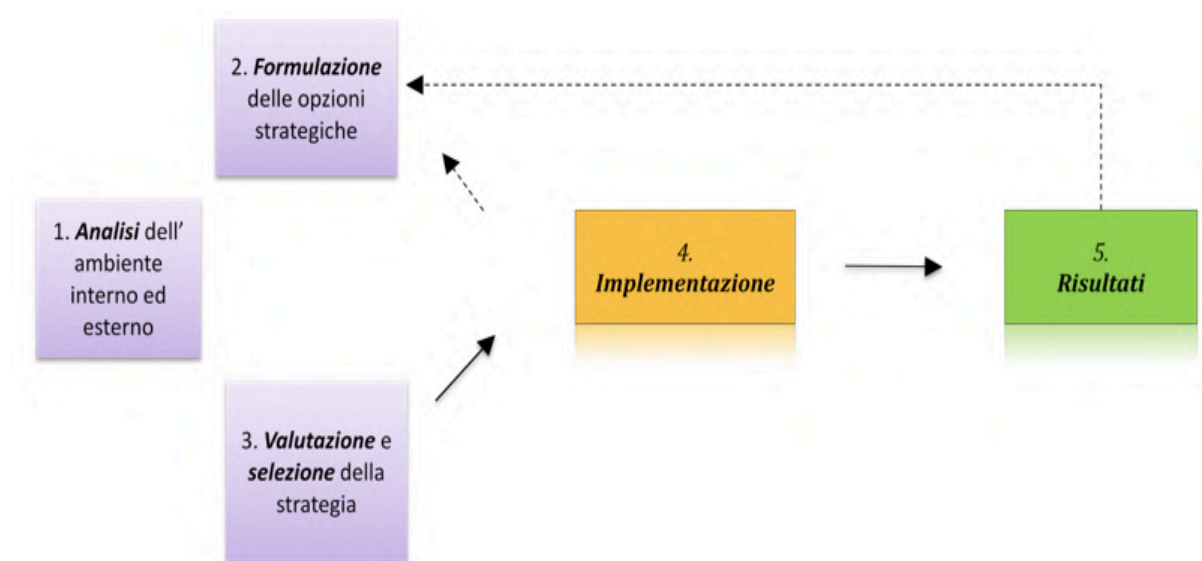 2. Formulazione
delle opzioni
strategiche
1. Analisi dell’
ambiente
interno ed
esterno
3. Valutazione e
selezione della
strategia
4.
Implementazione
5.
Risultati